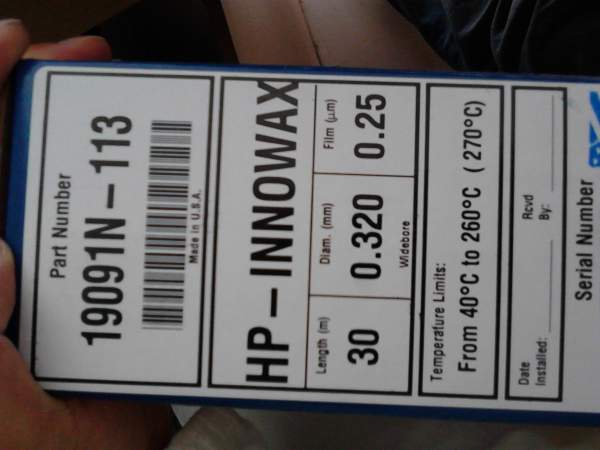 Part Number
19091N-113
Made in U.S.A.
HP-INNOWAX
Length (m)
Diam. (mm)
Film (µm)
30
0.320
0.25
Widebore
Temperature Limits:
From 40°C to 260°C (270°C)
Date
Installed:
Rcvd
By:
Serial Number